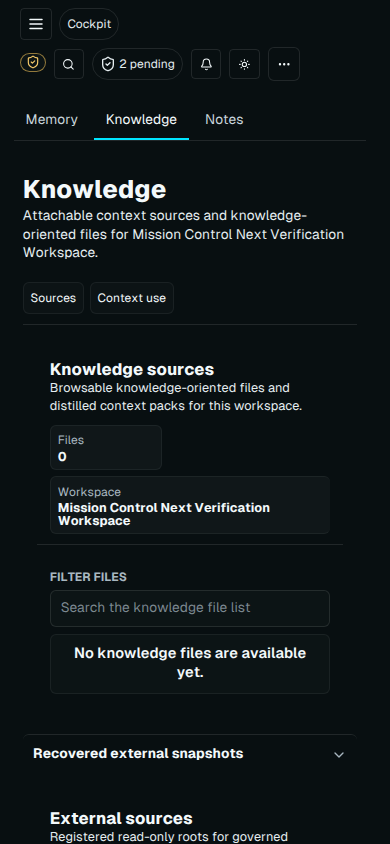 Cockpit
2 pending
Memory Knowledge Notes
Knowledge
Attachable context sources and knowledge-
oriented files for Mission Control Next Verification
Workspace.
Sources Context use
Knowledge sources
Browsable knowledge-oriented files and
distilled context packs for this workspace.
Files
0
Workspace
Mission Control Next Verification
Workspace
FILTER FILES
Search the knowledge file list
No knowledge files are available
yet.
Recovered external snapshots
External sources
Registered read-only roots for governed